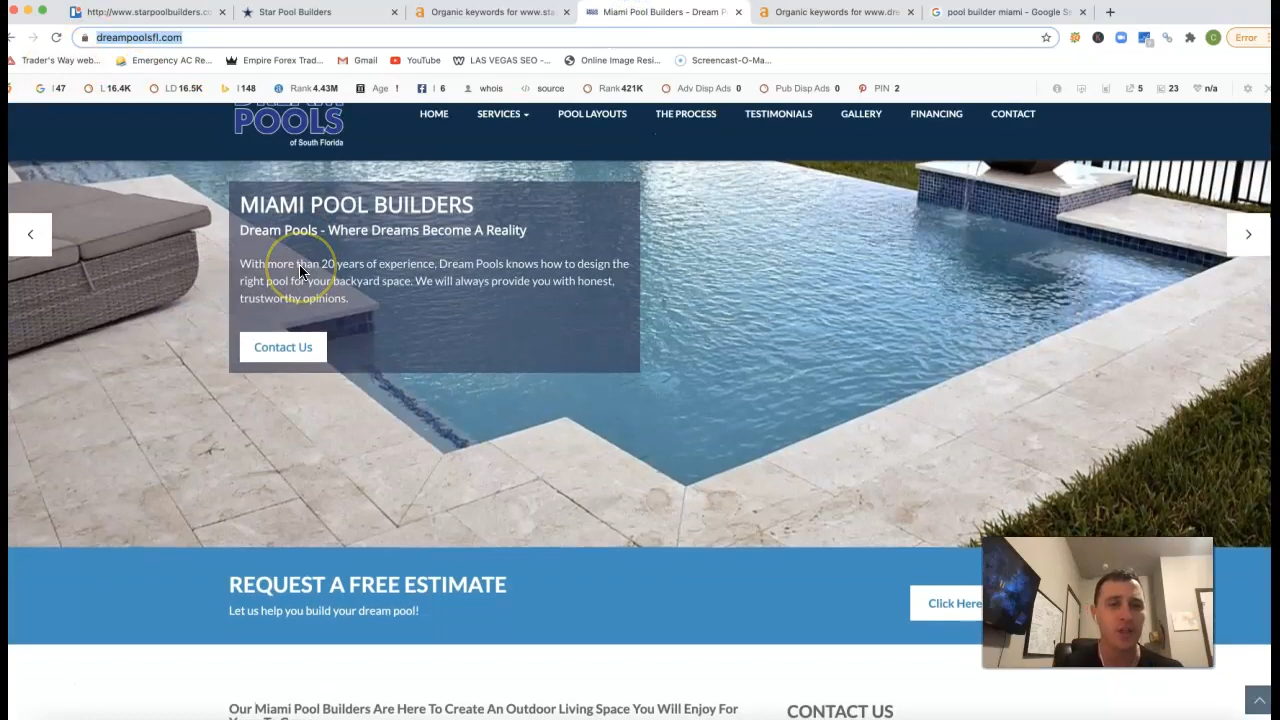 http://www.starpoolbuilders.co
Star Pool Builders
Organic keywords for www.sta
Miami Pool Builders - Dream P
Organic keywords for www.dre
pool builder miami - Google Se
dreampoolsfl.com
Error
Trader's Way web...
Emergency AC Re...
Empire Forex Trad...
Gmail
YouTube
LAS VEGAS SEO -...
Online Image Resi...
Screencast-O-Ma...
I 47
L 16.4K
LD 16.5K
I 148
Rank 4.43M
Age !
I 6
whois
source
Rank 421K
Adv Disp Ads 0
Pub Disp Ads 0
PIN 2
5
23
n/a
DREAM
POOLS
of South Florida
HOME
SERVICES
POOL LAYOUTS
THE PROCESS
TESTIMONIALS
GALLERY
FINANCING
CONTACT
MIAMI POOL BUILDERS
Dream Pools - Where Dreams Become A Reality
With more than 20 years of experience, Dream Pools knows how to design the
right pool for your backyard space. We will always provide you with honest,
trustworthy opinions.
Contact Us
REQUEST A FREE ESTIMATE
Let us help you build your dream pool!
Click Here
Our Miami Pool Builders Are Here To Create An Outdoor Living Space You Will Enjoy For
CONTACT US